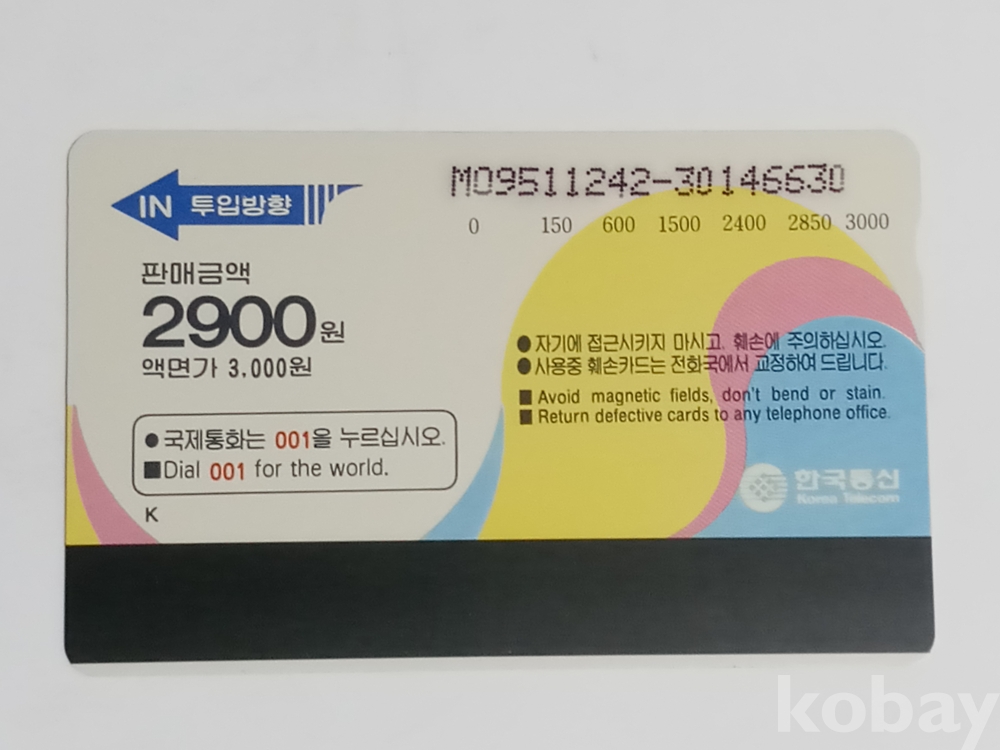 IN 투입방향
MO9511242-30146630
0 150 600 1500 2400 2850 3000
판매금액
2900원
액면가 3,000원
● 자기에 접근시키지 마시고, 훼손에 주의하십시오.
● 사용중 훼손카드는 전화국에서 교정하여 드립니다.
■ Avoid magnetic fields, don't bend or stain.
■ Return defective cards to any telephone office.
● 국제통화는 001을 누르십시오.
■ Dial 001 for the world.
K
한국통신
Korea Telecom
kobay